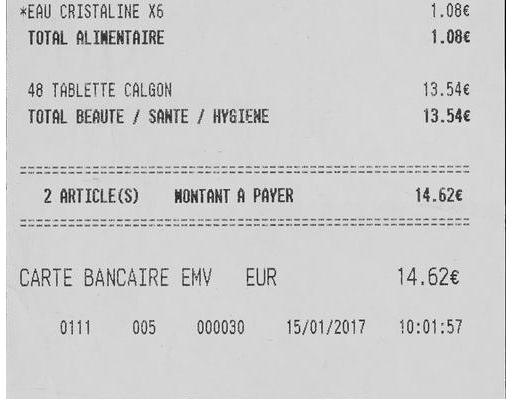 *EAU CRISTALINE X6 1.08€
TOTAL ALIMENTAIRE 1.08€
48 TABLETTE CALGON 13.54€
TOTAL BEAUTE / SANTE / HYGIENE 13.54€
2 ARTICLE(S) MONTANT A PAYER 14.62€
CARTE BANCAIRE EMV EUR 14.62€
0111 005 000030 15/01/2017 10:01:57